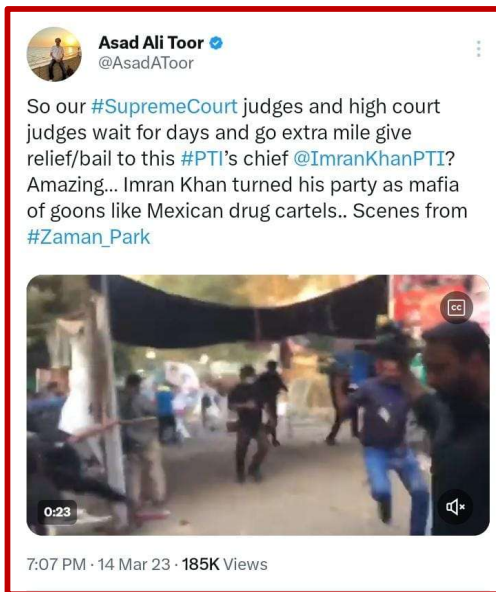 Asad Ali Toor
@AsadAToor
So our #SupremeCourt judges and high court
judges wait for days and go extra mile give
relief/bail to this #PTI's chief @ImranKhanPTI?
Amazing... Imran Khan turned his party as mafia
of goons like Mexican drug cartels.. Scenes from
#Zaman_Park
CC
0:23
7:07 PM · 14 Mar 23 · 185K Views